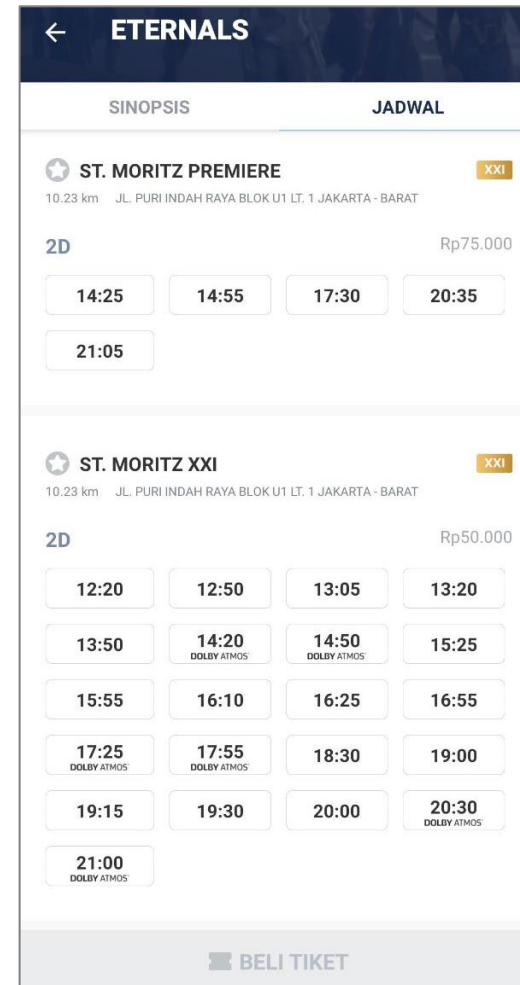 ETERNALS
SINOPSIS JADWAL
ST. MORITZ PREMIERE XXI
10.23 km JL. PURI INDAH RAYA BLOK U1 LT. 1 JAKARTA - BARAT
2D Rp75.000
14:25 14:55 17:30 20:35
21:05
ST. MORITZ XXI XXI
10.23 km JL. PURI INDAH RAYA BLOK U1 LT. 1 JAKARTA - BARAT
2D Rp50.000
12:20 12:50 13:05 13:20
13:50 14:20 14:50 15:25
DOLBY ATMOS DOLBY ATMOS
15:55 16:10 16:25 16:55
17:25 17:55 18:30 19:00
DOLBY ATMOS DOLBY ATMOS
19:15 19:30 20:00 20:30
DOLBY ATMOS
21:00
DOLBY ATMOS
BELI TIKET